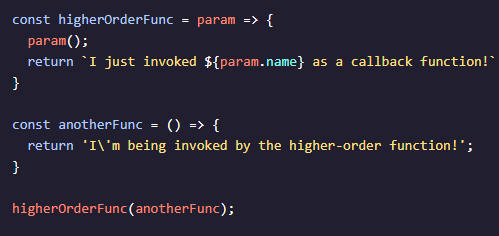 const higherOrderFunc = param => {
  param();
  return `I just invoked ${param.name} as a callback function!`
}

const anotherFunc = () => {
  return 'I\'m being invoked by the higher-order function!';
}

higherOrderFunc(anotherFunc);